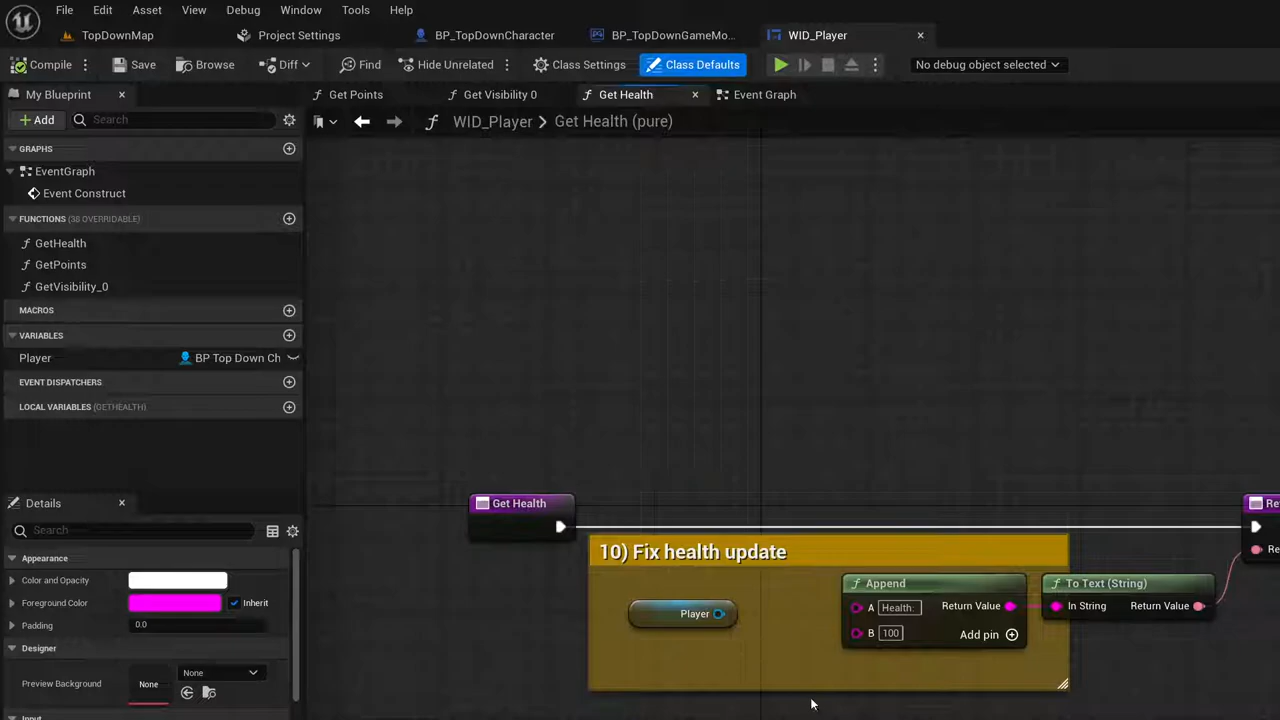 File Edit Asset View Debug Window Tools Help
TopDownMap Project Settings BP_TopDownCharacter BP_TopDownGameMo... WID_Player
Compile Save Browse Diff Find Hide Unrelated Class Settings Class Defaults No debug object selected
My Blueprint Get Points Get Visibility 0 Get Health Event Graph
Add Search WID_Player > Get Health (pure)
GRAPHS
EventGraph
Event Construct
FUNCTIONS (38 OVERRIDABLE)
GetHealth
GetPoints
GetVisibility_0
MACROS
VARIABLES
Player BP Top Down Ch
EVENT DISPATCHERS
LOCAL VARIABLES (GETHEALTH)
Details
Search
Appearance
Color and Opacity
Foreground Color Inherit
Padding 0.0
Designer
Preview Background None None
Input
Get Health Re
10) Fix health update Re
Player
Append
A Health: Return Value
B 100 Add pin
To Text (String)
In String Return Value